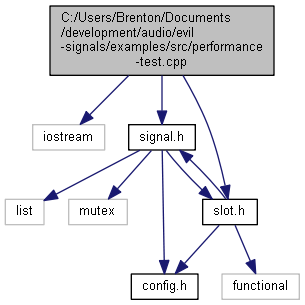 C:/Users/Brenton/Documents
/development/audio/evil
-signals/examples/src/performance
-test.cpp
iostream
signal.h
list
mutex
slot.h
config.h
functional